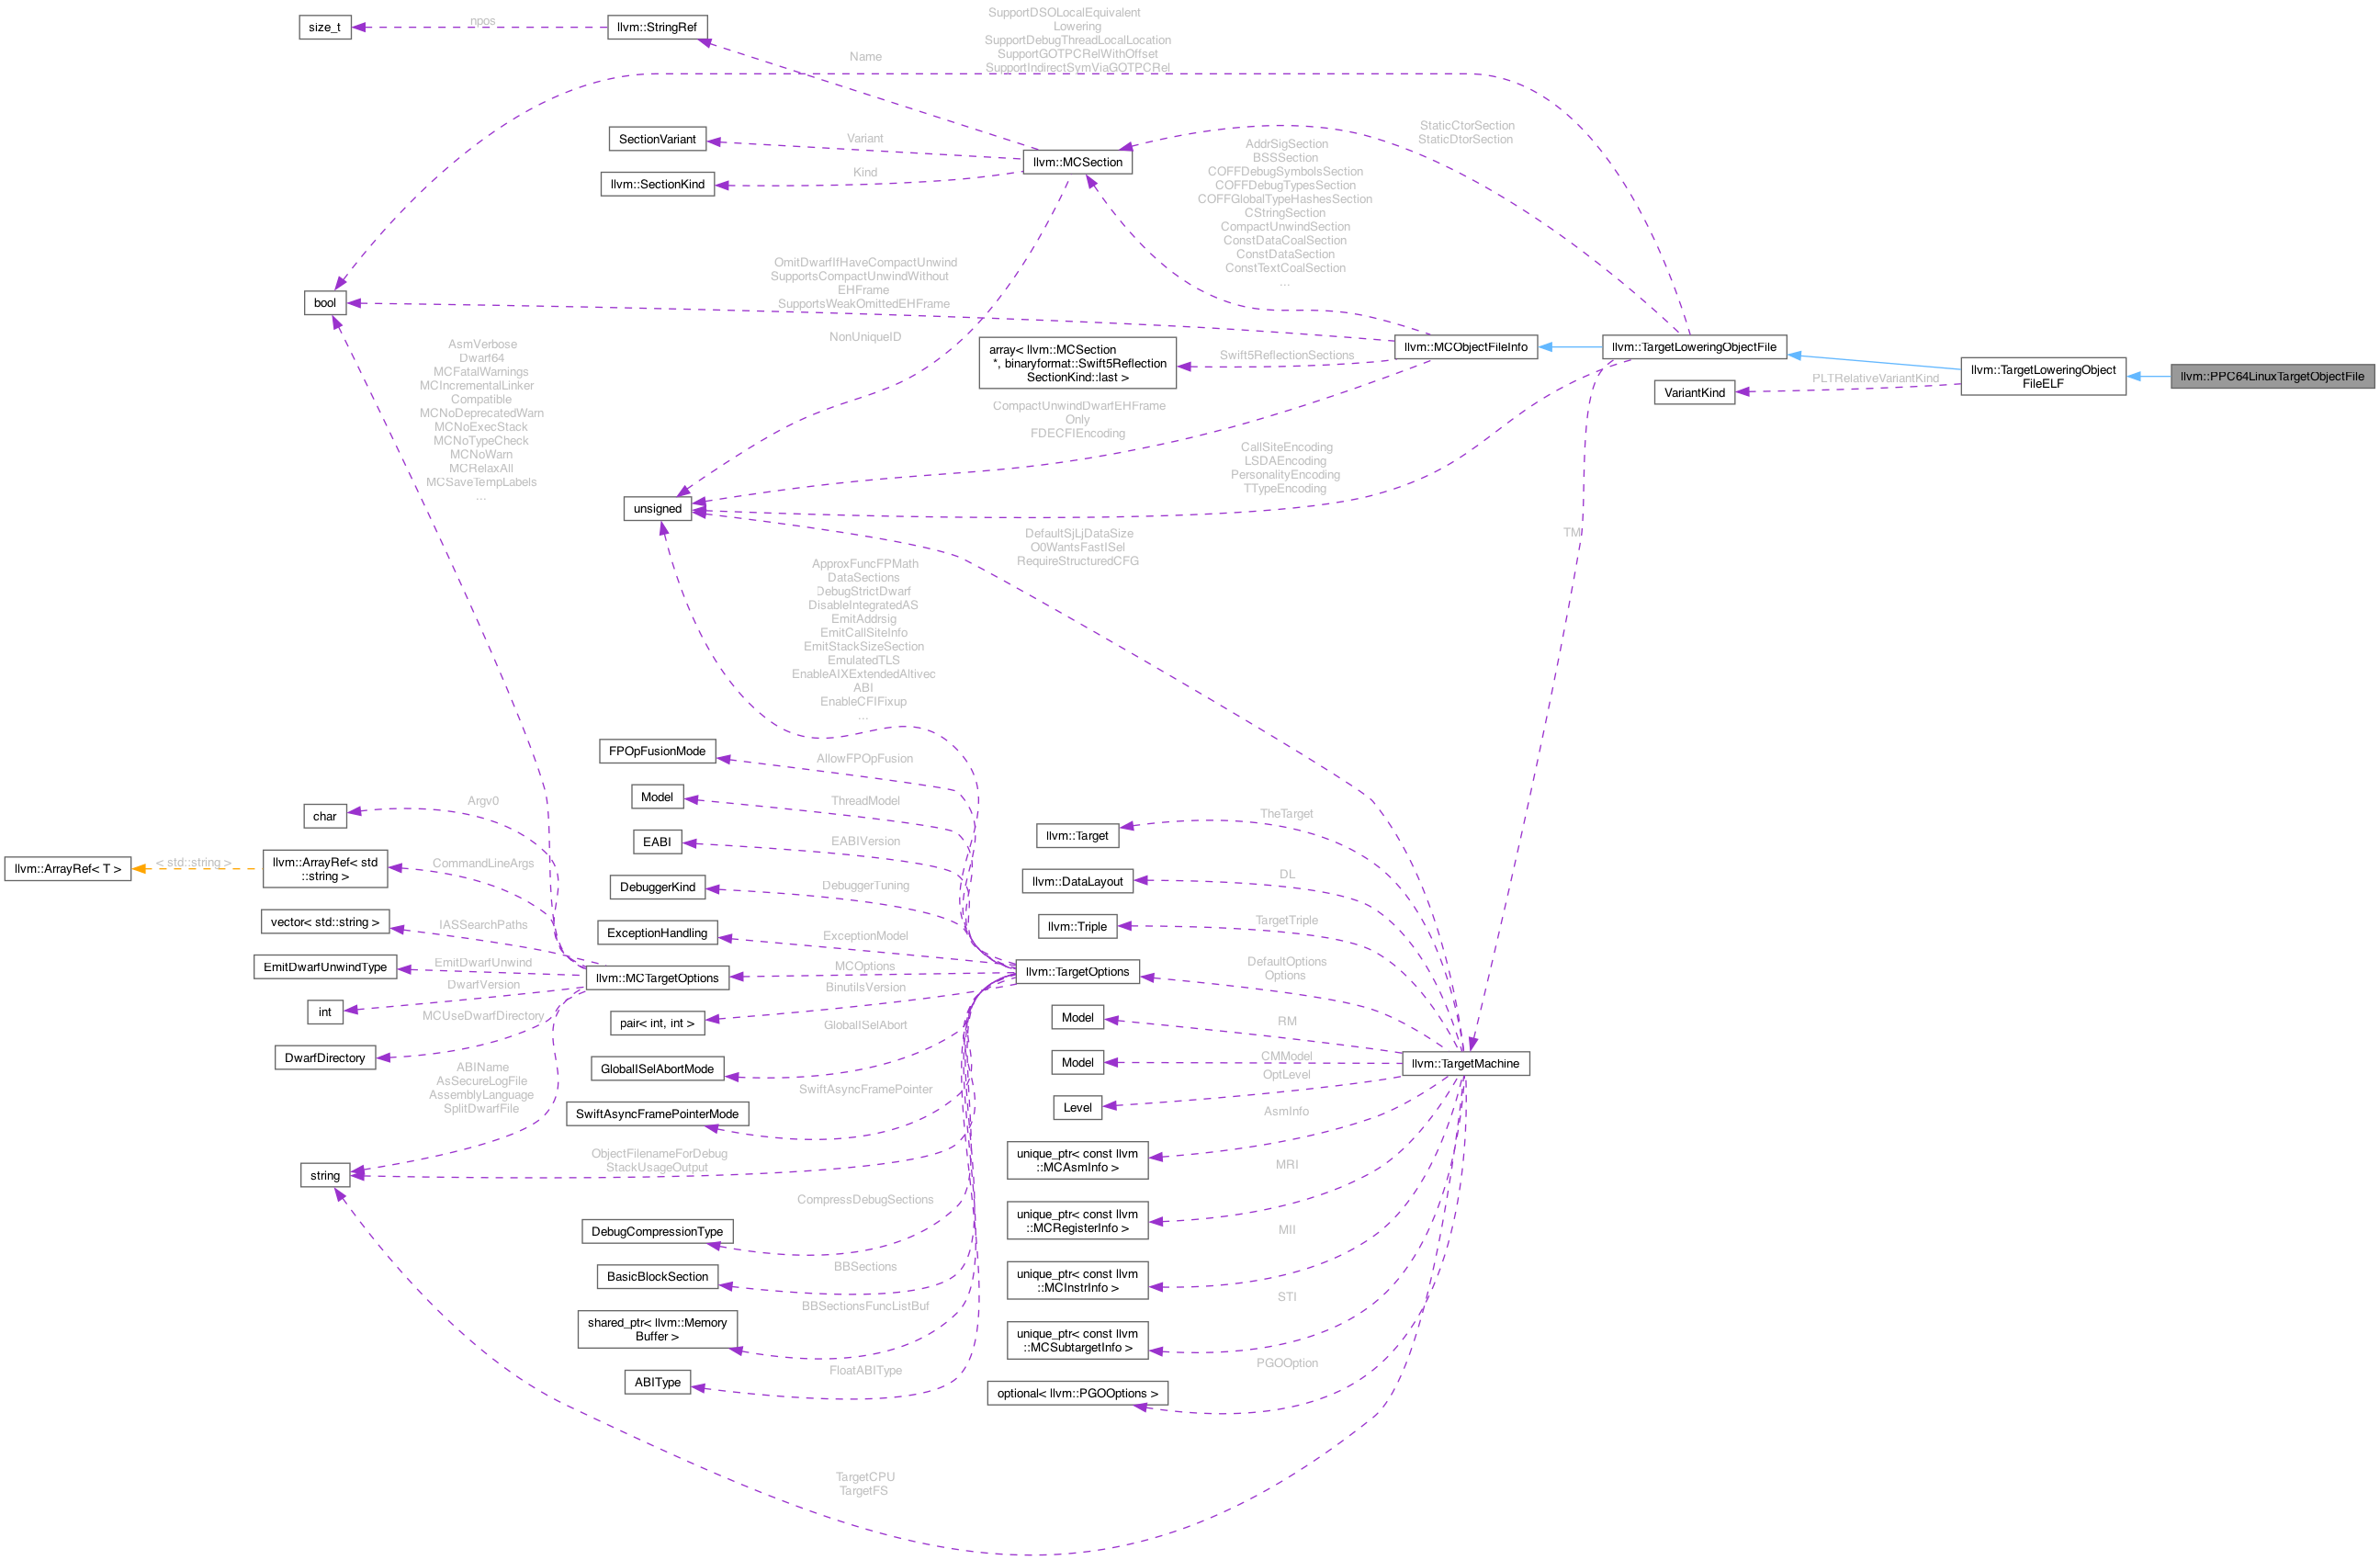 size_t
npos
llvm::StringRef
SupportDSOLocalEquivalent
Lowering
SupportDebugThreadLocalLocation
SupportGOTPCRelWithOffset
SupportIndirectSymViaGOTPCRel
Name
SectionVariant
Variant
llvm::SectionKind
Kind
llvm::MCSection
StaticCtorSection
StaticDtorSection
AddrSigSection
BSSSection
COFFDebugSymbolsSection
COFFDebugTypesSection
COFFGlobalTypeHashesSection
CStringSection
CompactUnwindSection
ConstDataCoalSection
ConstDataSection
ConstTextCoalSection
...
OmitDwarfIfHaveCompactUnwind
SupportsCompactUnwindWithout
EHFrame
SupportsWeakOmittedEHFrame
bool
NonUniqueID
array< llvm::MCSection
*, binaryformat::Swift5Reflection
SectionKind::last >
Swift5ReflectionSections
llvm::MCObjectFileInfo
llvm::TargetLoweringObjectFile
llvm::TargetLoweringObject
FileELF
llvm::PPC64LinuxTargetObjectFile
VariantKind
PLTRelativeVariantKind
AsmVerbose
Dwarf64
MCFatalWarnings
MCIncrementalLinker
Compatible
MCNoDeprecatedWarn
MCNoExecStack
MCNoTypeCheck
MCNoWarn
MCRelaxAll
MCSaveTempLabels
...
CompactUnwindDwarfEHFrame
Only
FDECFIEncoding
CallSiteEncoding
LSDAEncoding
PersonalityEncoding
TTypeEncoding
unsigned
DefaultSjLjDataSize
O0WantsFastISel
RequireStructuredCFG
TM
ApproxFuncFPMath
DataSections
DebugStrictDwarf
DisableIntegratedAS
EmitAddrsig
EmitCallSiteInfo
EmitStackSizeSection
EmulatedTLS
EnableAIXExtendedAltivec
ABI
EnableCFIFixup
...
FPOpFusionMode
AllowFPOpFusion
Model
ThreadModel
char
Argv0
EABI
EABIVersion
llvm::Target
TheTarget
llvm::ArrayRef< T >
< std::string >
llvm::ArrayRef< std
::string >
CommandLineArgs
DebuggerKind
DebuggerTuning
llvm::DataLayout
DL
vector< std::string >
IASSearchPaths
ExceptionHandling
ExceptionModel
llvm::Triple
TargetTriple
EmitDwarfUnwindType
EmitDwarfUnwind
llvm::MCTargetOptions
MCOptions
llvm::TargetOptions
DefaultOptions
Options
int
DwarfVersion
pair< int, int >
BinutilsVersion
Model
RM
DwarfDirectory
MCUseDwarfDirectory
GlobalISelAbortMode
GlobalISelAbort
Model
CMModel
llvm::TargetMachine
ABIName
AsSecureLogFile
AssemblyLanguage
SplitDwarfFile
SwiftAsyncFramePointerMode
SwiftAsyncFramePointer
Level
OptLevel
string
ObjectFilenameForDebug
StackUsageOutput
unique_ptr< const llvm
::MCAsmInfo >
AsmInfo
DebugCompressionType
CompressDebugSections
unique_ptr< const llvm
::MCRegisterInfo >
MRI
BasicBlockSection
BBSections
unique_ptr< const llvm
::MCInstrInfo >
MII
shared_ptr< llvm::Memory
Buffer >
BBSectionsFuncListBuf
unique_ptr< const llvm
::MCSubtargetInfo >
STI
ABIType
FloatABIType
optional< llvm::PGOOptions >
PGOOption
TargetCPU
TargetFS